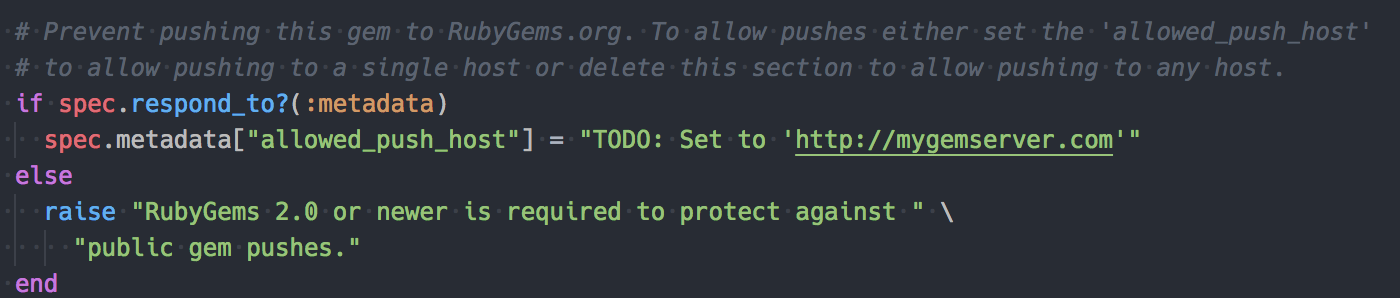 # Prevent pushing this gem to RubyGems.org. To allow pushes either set the 'allowed_push_host'
# to allow pushing to a single host or delete this section to allow pushing to any host.
if spec.respond_to?(:metadata)
spec.metadata["allowed_push_host"] = "TODO: Set to 'http://mygemserver.com'"
else
raise "RubyGems 2.0 or newer is required to protect against " \
"public gem pushes."
end